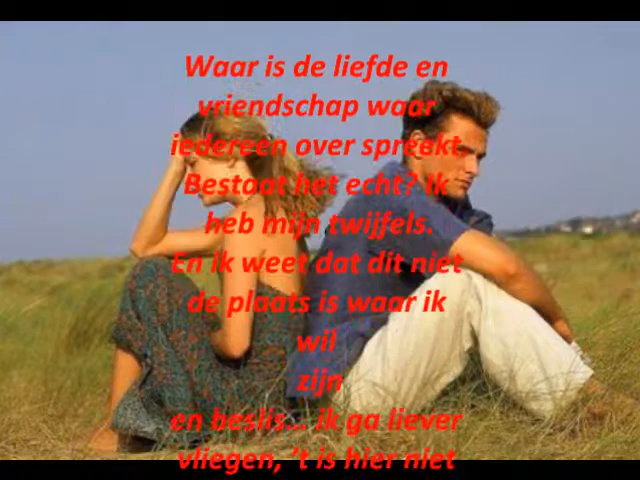 Waar is de liefde en
vriendschap waar
iedereen over spreekt.
Bestaat het echt? Ik
heb mijn twijfels.
En ik weet dat dit niet
de plaats is waar ik
wil
zijn
en beslis... ik ga liever
vliegen, ’t is hier niet